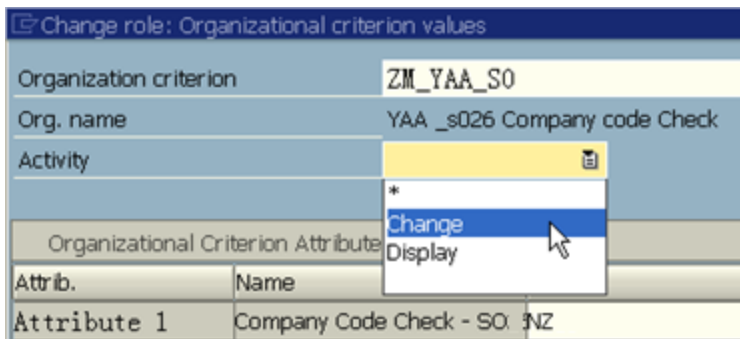 Change role: Organizational criterion values
Organization criterion ZM_YAA_SO
Org. name YAA _s026 Company code Check
Activity
*
Change
Organizational Criterion Attribute
Display
Attrib. Name
Attribute 1 Company Code Check - SO NZ